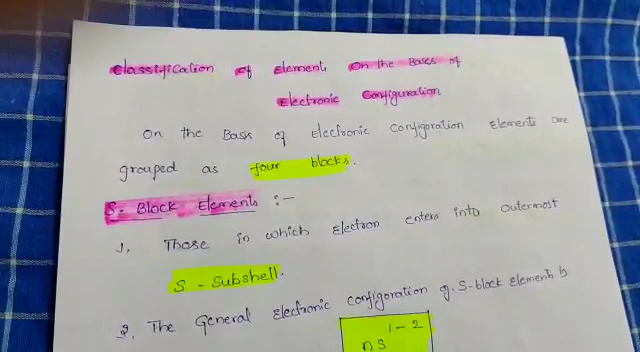 Classification of Element On the Bases of
Electronic Configuration
On the Basis of electronic configoration Elements are
grouped as four blocks.
S-Block Elements :-
1. Those in which Electron enters into outermost
S - Subshell.
2. The General electronic configoration of S-block Elements is
ns 1-2